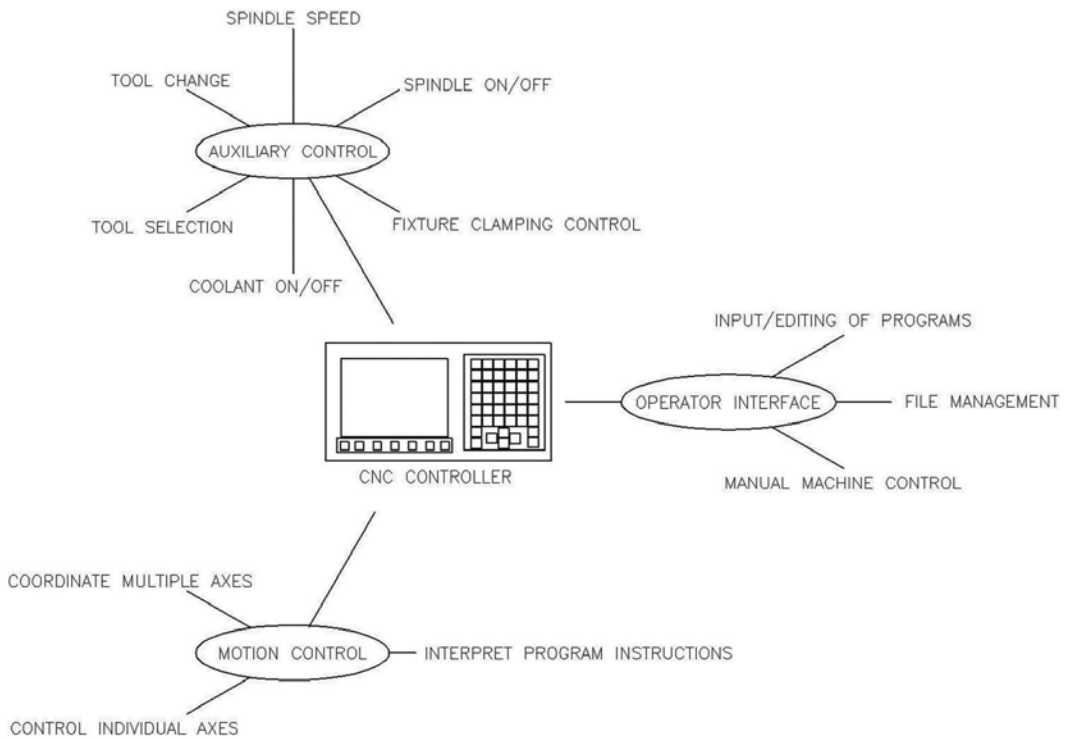 SPINDLE SPEED
TOOL CHANGE
SPINDLE ON/OFF
AUXILIARY CONTROL
TOOL SELECTION
FIXTURE CLAMPING CONTROL
COOLANT ON/OFF
INPUT/EDITING OF PROGRAMS
OPERATOR INTERFACE
FILE MANAGEMENT
CNC CONTROLLER
MANUAL MACHINE CONTROL
COORDINATE MULTIPLE AXES
MOTION CONTROL
INTERPRET PROGRAM INSTRUCTIONS
CONTROL INDIVIDUAL AXES